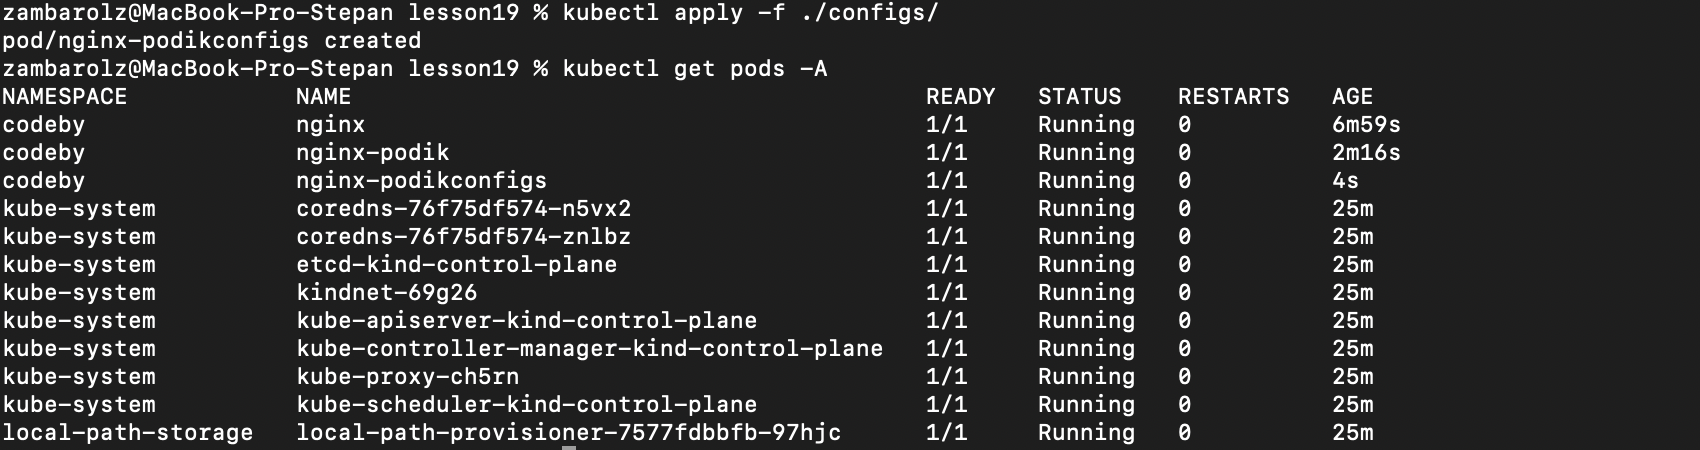 zambarolz@MacBook-Pro-Stepan lesson19 % kubectl apply -f ./configs/
pod/nginx-podikconfigs created
zambarolz@MacBook-Pro-Stepan lesson19 % kubectl get pods -A
NAMESPACE NAME READY STATUS RESTARTS AGE
codeby nginx 1/1 Running 0 6m59s
codeby nginx-podik 1/1 Running 0 2m16s
codeby nginx-podikconfigs 1/1 Running 0 4s
kube-system coredns-76f75df574-n5vx2 1/1 Running 0 25m
kube-system coredns-76f75df574-znlbz 1/1 Running 0 25m
kube-system etcd-kind-control-plane 1/1 Running 0 25m
kube-system kindnet-69g26 1/1 Running 0 25m
kube-system kube-apiserver-kind-control-plane 1/1 Running 0 25m
kube-system kube-controller-manager-kind-control-plane 1/1 Running 0 25m
kube-system kube-proxy-ch5rn 1/1 Running 0 25m
kube-system kube-scheduler-kind-control-plane 1/1 Running 0 25m
local-path-storage local-path-provisioner-7577fdbbfb-97hjc 1/1 Running 0 25m